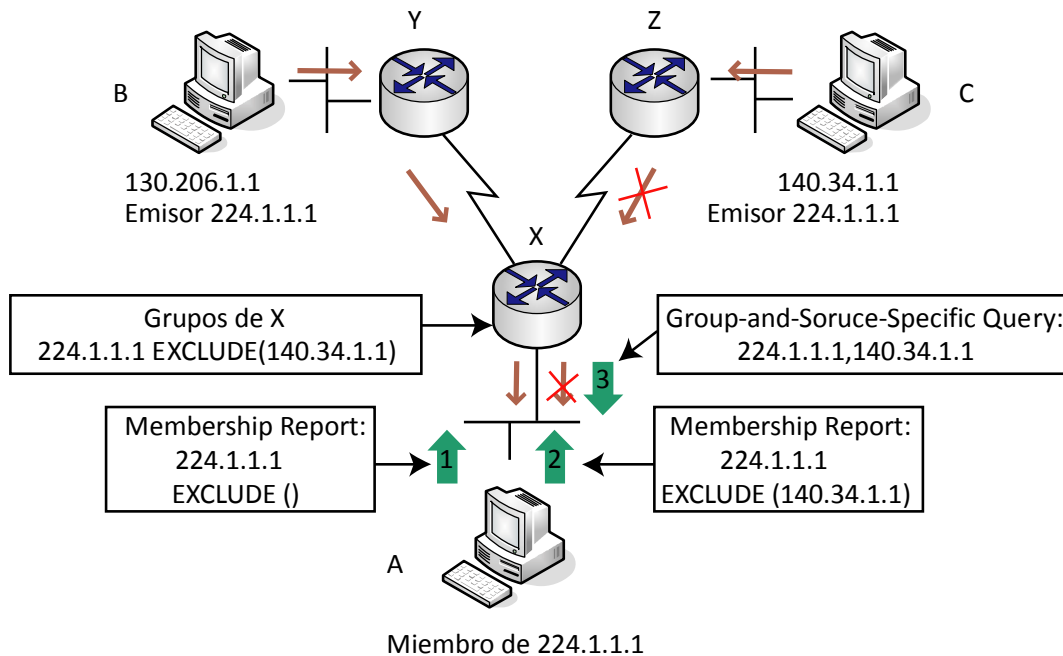 Y
Z
B
C
130.206.1.1
Emisor 224.1.1.1
140.34.1.1
Emisor 224.1.1.1
X
Grupos de X
224.1.1.1 EXCLUDE(140.34.1.1)
Group-and-Soruce-Specific Query:
224.1.1.1,140.34.1.1
3
Membership Report:
224.1.1.1
EXCLUDE ()
1
2
Membership Report:
224.1.1.1
EXCLUDE (140.34.1.1)
A
Miembro de 224.1.1.1